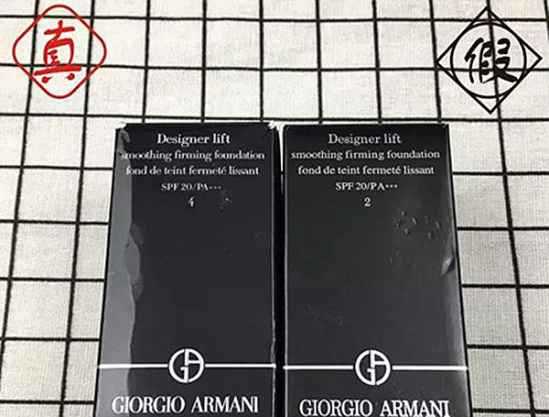 真
假
Designer lift
smoothing firming foundation
fond de teint fermeté lissant
SPF 20/PA+++
4
GIORGIO ARMANI
Designer lift
smoothing firming foundation
fond de teint fermeté lissant
SPF 20/PA+++
2
GIORGIO ARMANI